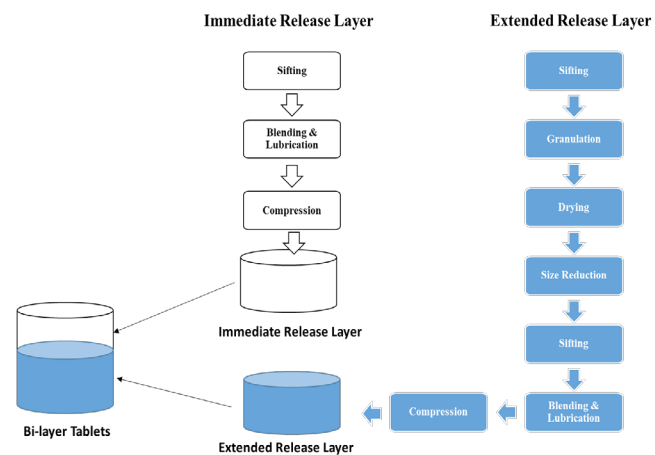 Immediate Release Layer
Sifting
Blending &
Lubrication
Compression
Immediate Release Layer
Extended Release Layer
Sifting
Granulation
Drying
Size Reduction
Sifting
Blending &
Lubrication
Compression
Extended Release Layer
Bi-layer Tablets